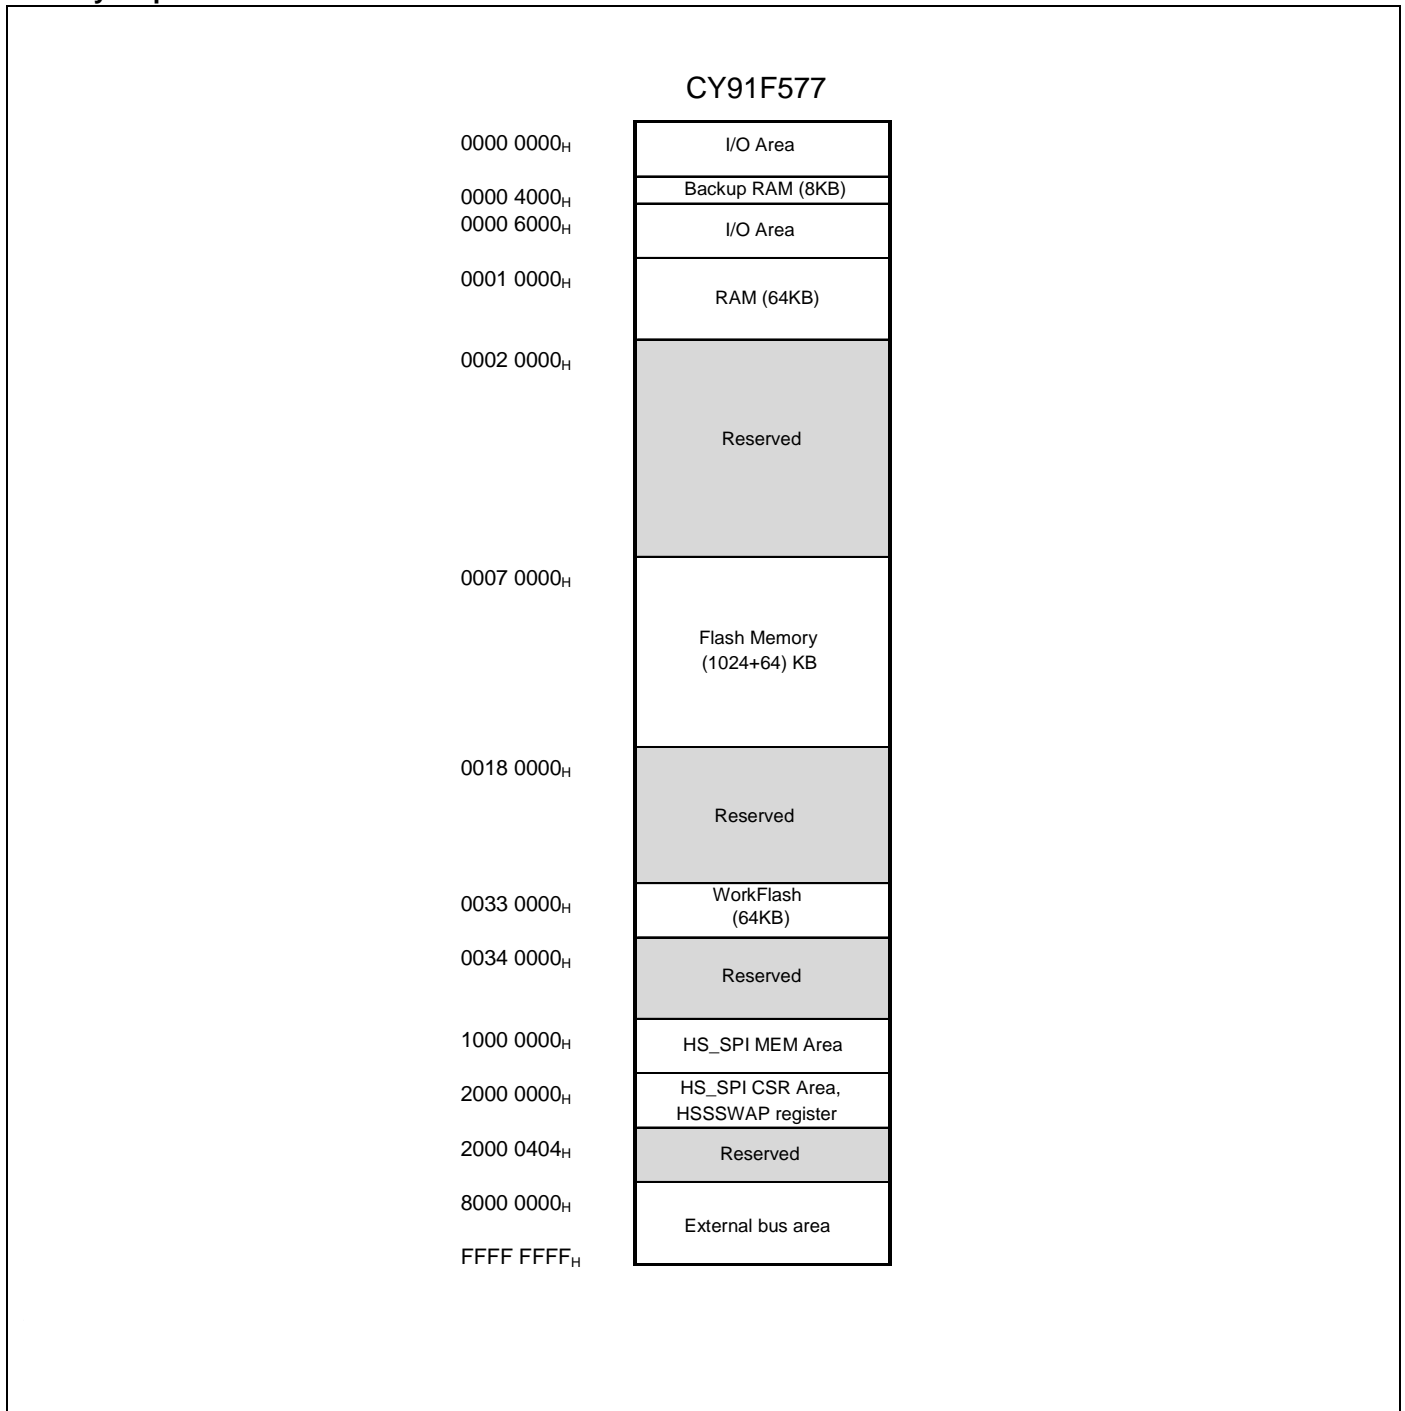 CY91F577
0000 0000H
I/O Area
Backup RAM (8KB)
0000 4000H
0000 6000H
I/O Area
0001 0000H
RAM (64KB)
0002 0000H
Reserved
0007 0000H
Flash Memory
(1024+64) KB
0018 0000H
Reserved
0033 0000H
WorkFlash
(64KB)
0034 0000H
Reserved
1000 0000H
HS_SPI MEM Area
2000 0000H
HS_SPI CSR Area,
HSSSWAP register
2000 0404H
Reserved
8000 0000H
External bus area
FFFF FFFFH